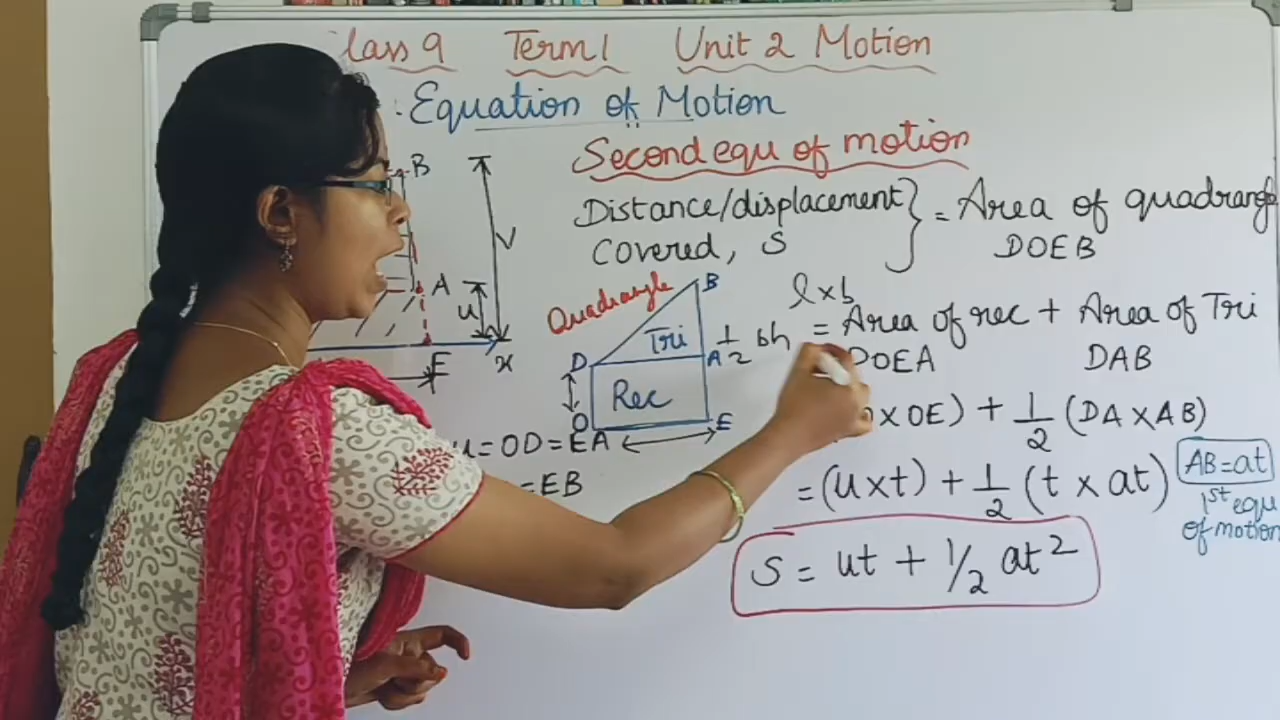 lass 9 Term 1 Unit 2 Motion
Equation of Motion
Second equ of motion
Distance/displacement } = Area of quadrangle
Covered, S DOEB
B
V
A
u
E
x
Quadrangle
B
Tri
D
A
1/2 bh
Rec
O
E
l x b
= Area of rec + Area of Tri
DOEA DAB
x OE) + 1/2 (DA x AB)
u = OD = EA
= EB
= (u x t) + 1/2 (t x at)
AB = at
1st equ
of motion
S = ut + 1/2 at²